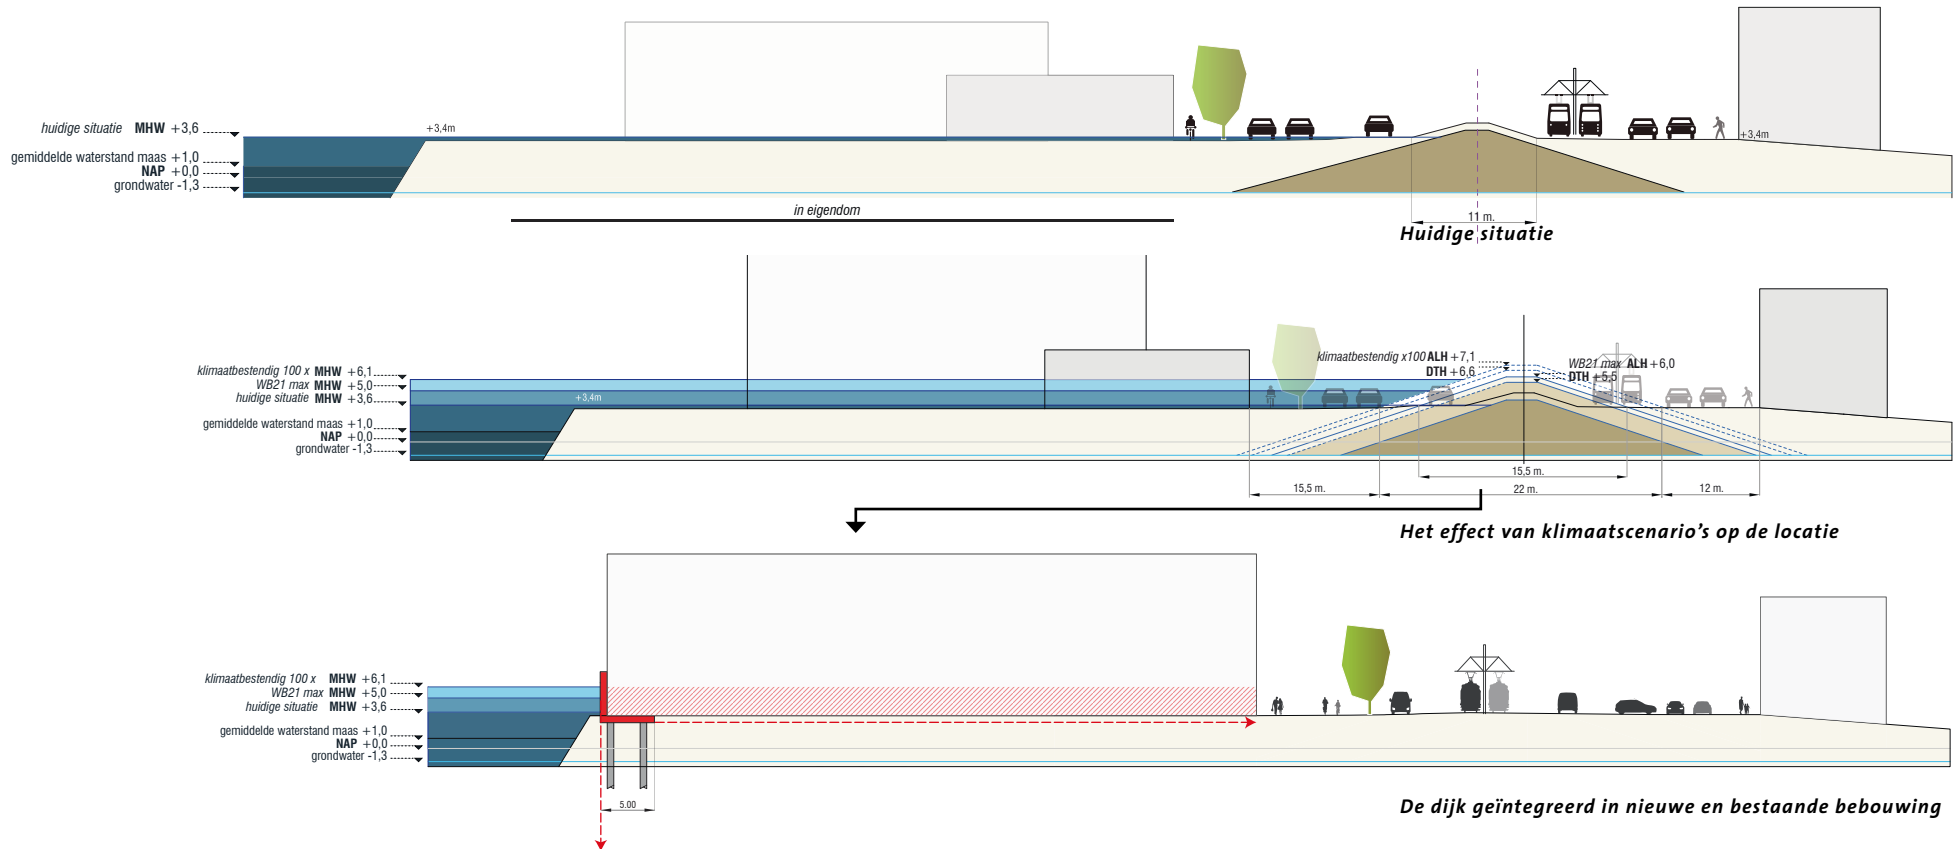 huidige situatie MHW +3,6
gemiddelde waterstand maas +1,0
NAP +0,0
grondwater -1,3
+3,4m
+3,4m
in eigendom
11 m.
Huidige situatie
klimaatbestendig 100 x MHW +6,1
WB21 max MHW +5,0
huidige situatie MHW +3,6
gemiddelde waterstand maas +1,0
NAP +0,0
grondwater -1,3
+3,4m
klimaatbestendig x100 ALH +7,1
DTH +6,6
WB21 max ALH +6,0
DTH +5,5
15,5 m.
15,5 m.
22 m.
12 m.
Het effect van klimaatscenario's op de locatie
klimaatbestendig 100 x MHW +6,1
WB21 max MHW +5,0
huidige situatie MHW +3,6
gemiddelde waterstand maas +1,0
NAP +0,0
grondwater -1,3
5.00
De dijk geïntegreerd in nieuwe en bestaande bebouwing